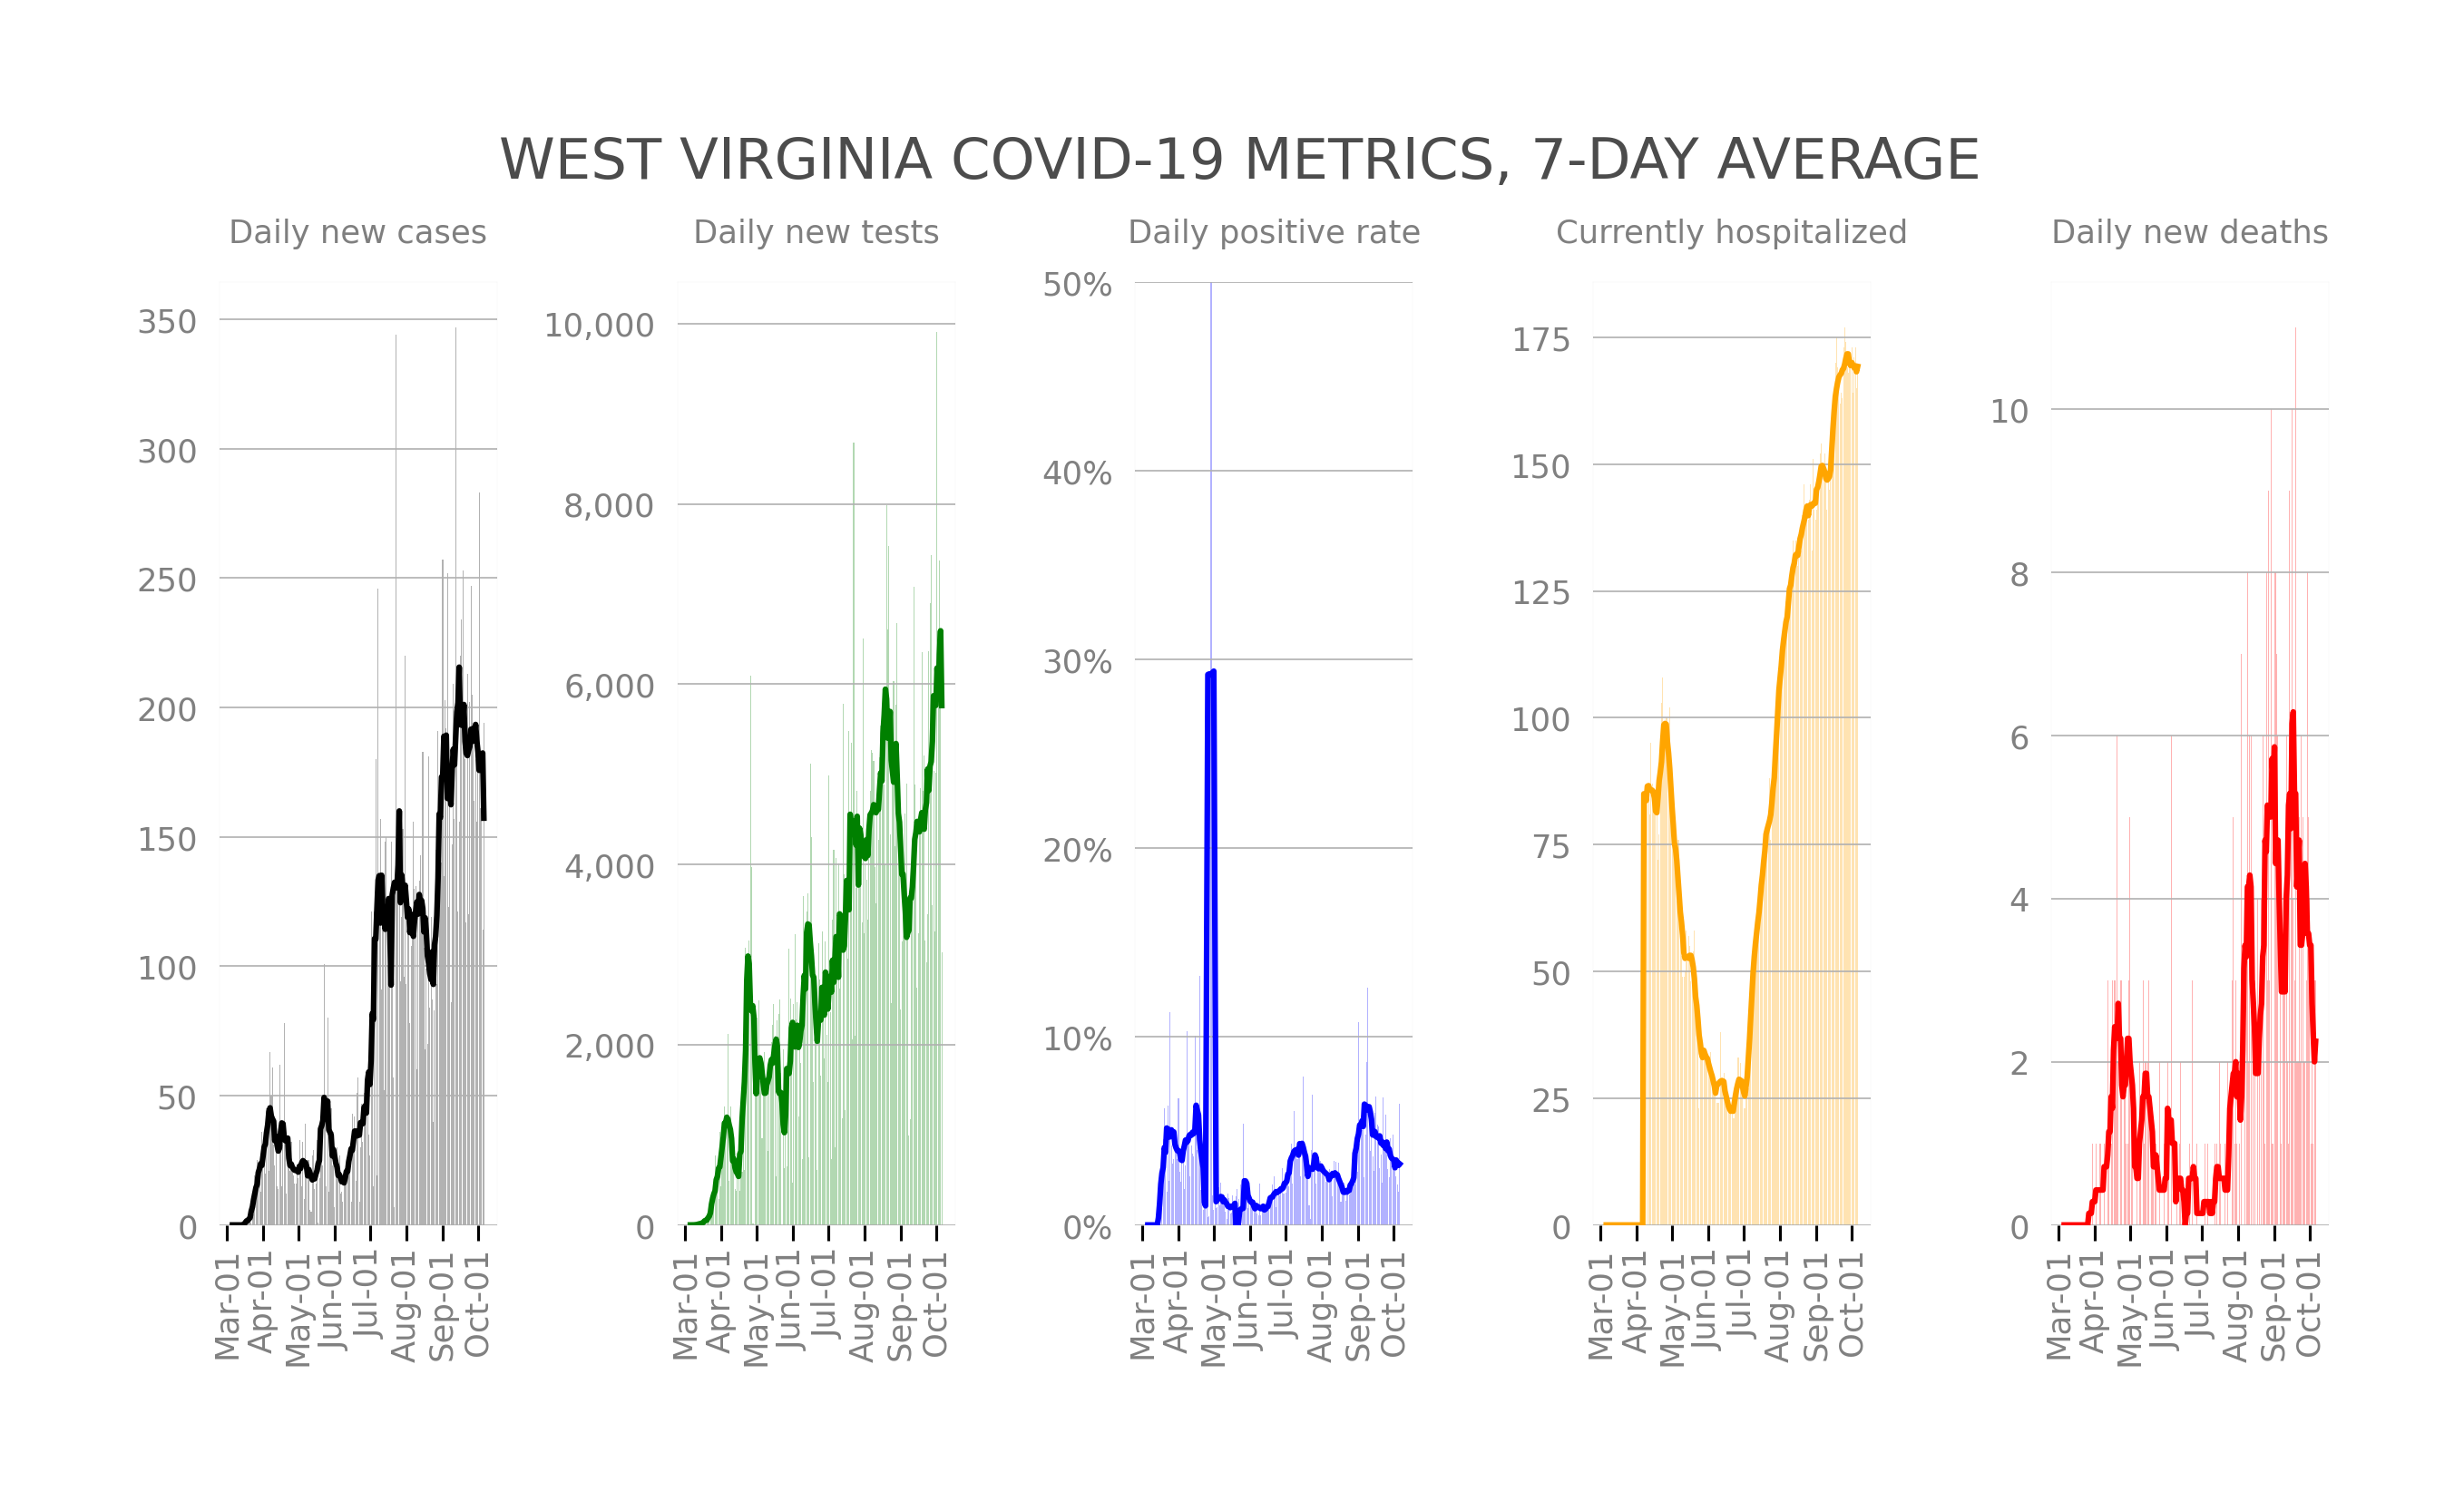 WEST VIRGINIA COVID-19 METRICS, 7-DAY AVERAGE
Daily new cases
350
300
250
200
150
100
50
0
Mar-01
Apr-01
May-01
Jun-01
Jul-01
Aug-01
Sep-01
Oct-01
Daily new tests
10,000
8,000
6,000
4,000
2,000
0
Mar-01
Apr-01
May-01
Jun-01
Jul-01
Aug-01
Sep-01
Oct-01
Daily positive rate
50%
40%
30%
20%
10%
0%
Mar-01
Apr-01
May-01
Jun-01
Jul-01
Aug-01
Sep-01
Oct-01
Currently hospitalized
175
150
125
100
75
50
25
0
Mar-01
Apr-01
May-01
Jun-01
Jul-01
Aug-01
Sep-01
Oct-01
Daily new deaths
10
8
6
4
2
0
Mar-01
Apr-01
May-01
Jun-01
Jul-01
Aug-01
Sep-01
Oct-01